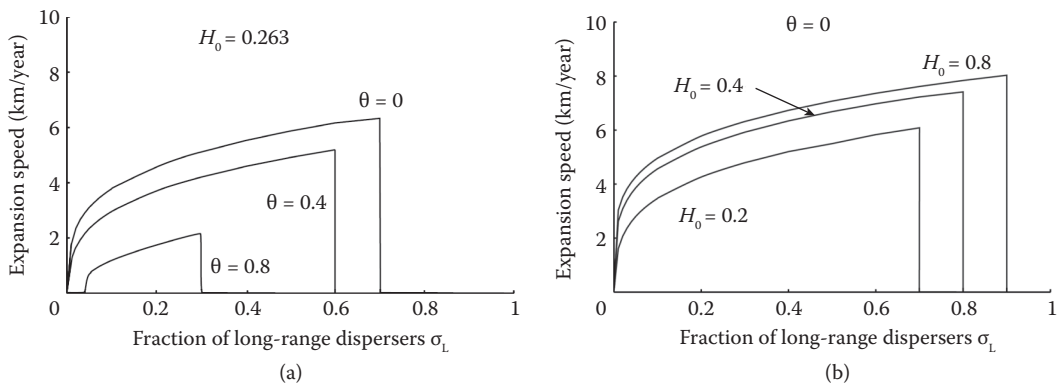 10
8
6
4
2
Expansion speed (km/year)
H₀ = 0.263
θ = 0
θ = 0.4
θ = 0.8
0
0.2
0.4
0.6
0.8
1
Fraction of long-range dispersers σ_L
(a)
10
8
6
4
2
Expansion speed (km/year)
θ = 0
H₀ = 0.8
H₀ = 0.4
H₀ = 0.2
0
0.2
0.4
0.6
0.8
1
Fraction of long-range dispersers σ_L
(b)